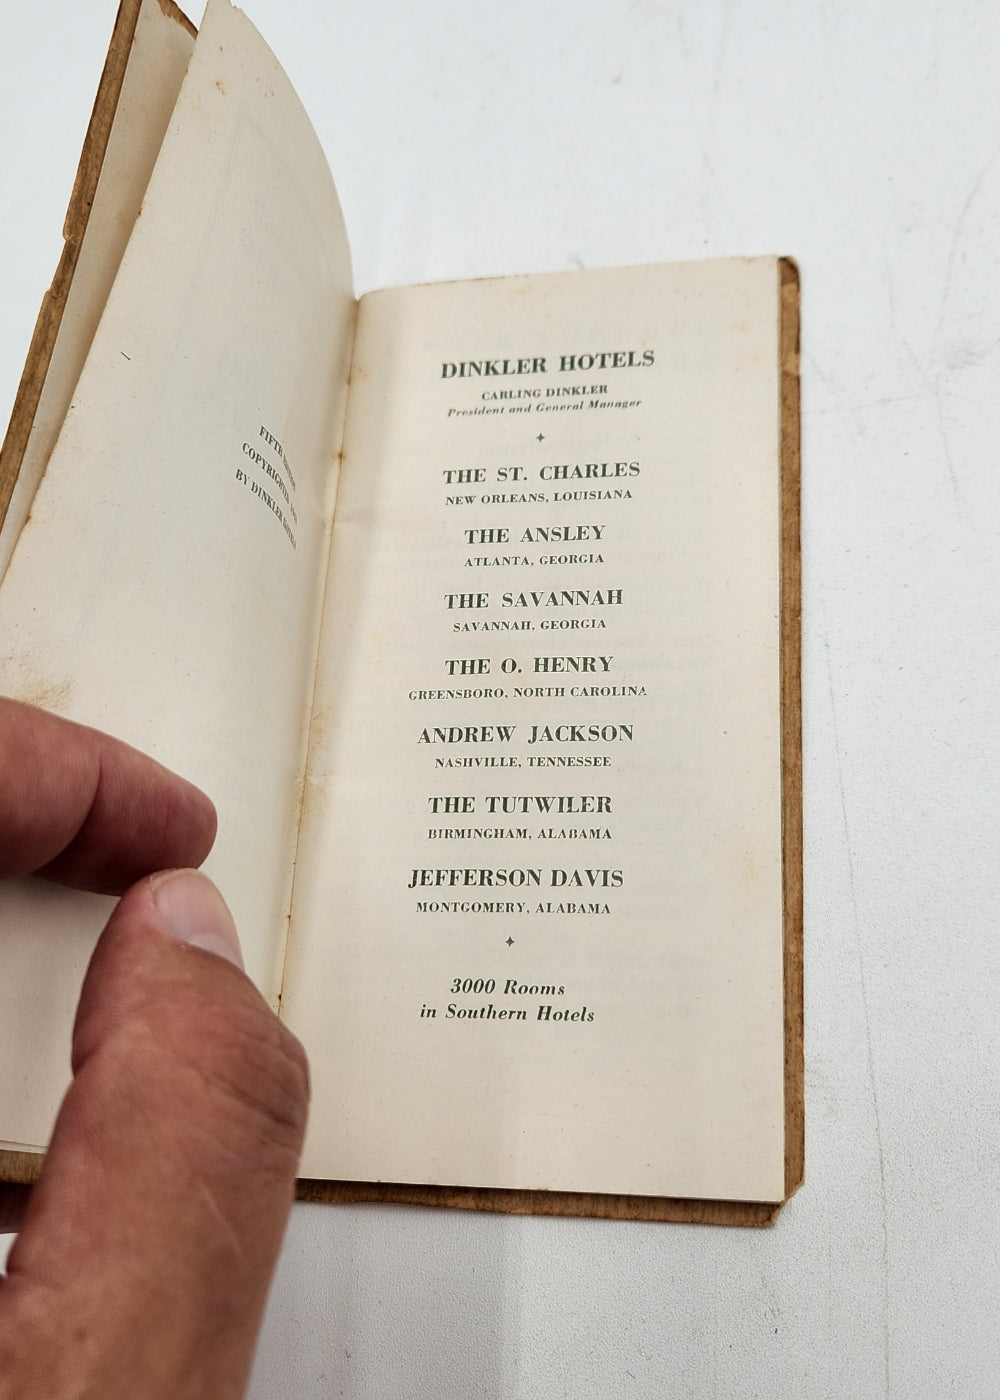 FIFTH EDITION
COPYRIGHTED
BY DINKLER HOTELS
DINKLER HOTELS
CARLING DINKLER
President and General Manager
THE ST. CHARLES
NEW ORLEANS, LOUISIANA
THE ANSLEY
ATLANTA, GEORGIA
THE SAVANNAH
SAVANNAH, GEORGIA
THE O. HENRY
GREENSBORO, NORTH CAROLINA
ANDREW JACKSON
NASHVILLE, TENNESSEE
THE TUTWILER
BIRMINGHAM, ALABAMA
JEFFERSON DAVIS
MONTGOMERY, ALABAMA
3000 Rooms
in Southern Hotels